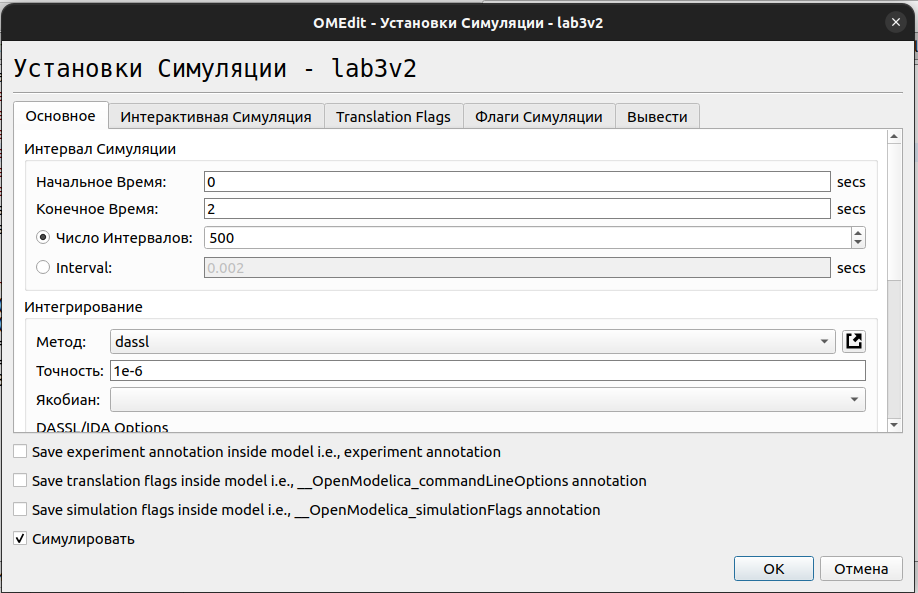 OMEdit - Установки Симуляции - lab3v2
Установки Симуляции - lab3v2
Основное Интерактивная Симуляция Translation Flags Флаги Симуляции Вывести
Интервал Симуляции
Начальное Время: 0 secs
Конечное Время: 2 secs
Число Интервалов: 500
Interval: 0.002 secs
Интегрирование
Метод: dassl
Точность: 1e-6
Якобиан:
DASSL/IDA Options
Save experiment annotation inside model i.e., experiment annotation
Save translation flags inside model i.e., __OpenModelica_commandLineOptions annotation
Save simulation flags inside model i.e., __OpenModelica_simulationFlags annotation
Симулировать
OK Отмена